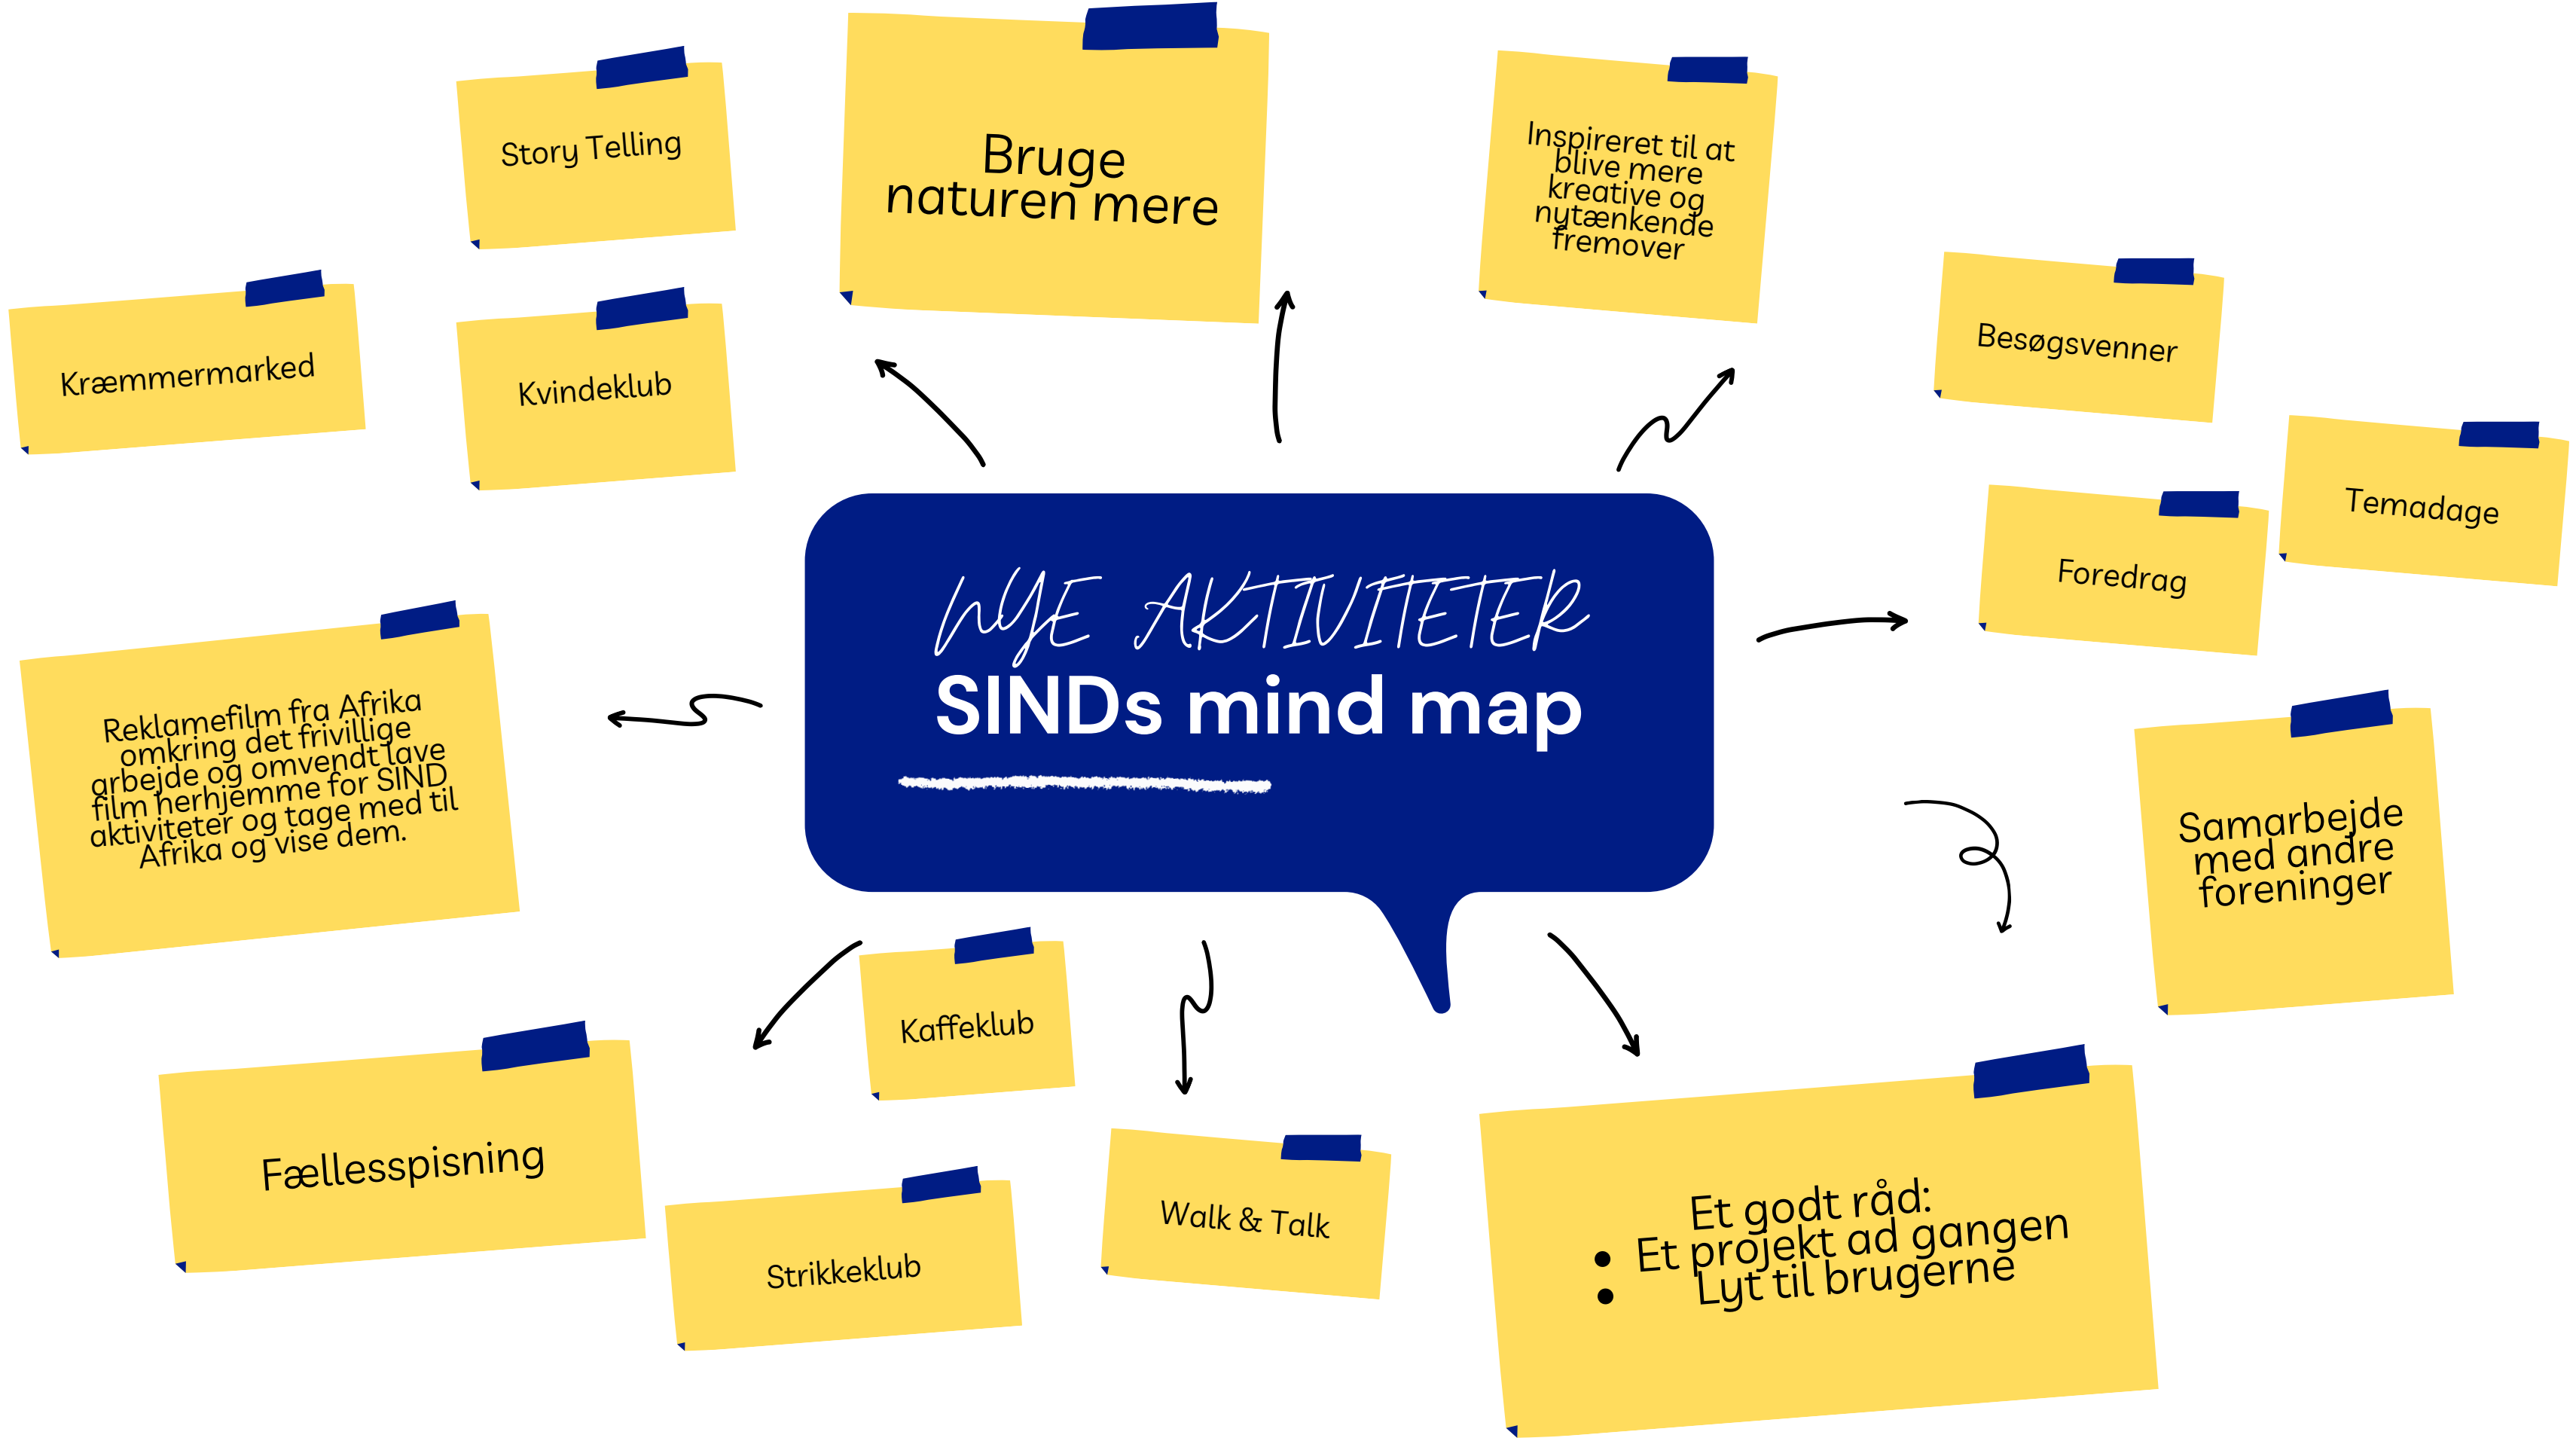 Story Telling
Bruge
naturen mere
Inspireret til at
blive mere
kreative og
nytænkende
fremover
Kræmmermarked
Kvindeklub
Besøgsvenner
Temadage
Foredrag
NYE AKTIVITETER
SINDs mind map
Reklamefilm fra Afrika
omkring det frivillige
arbejde og omvendt lave
film herhjemme for SIND
aktiviteter og tage med til
Afrika og vise dem.
Samarbejde
med andre
foreninger
Kaffeklub
Fællesspisning
Strikkeklub
Walk & Talk
Et godt råd:
• Et projekt ad gangen
• Lyt til brugerne